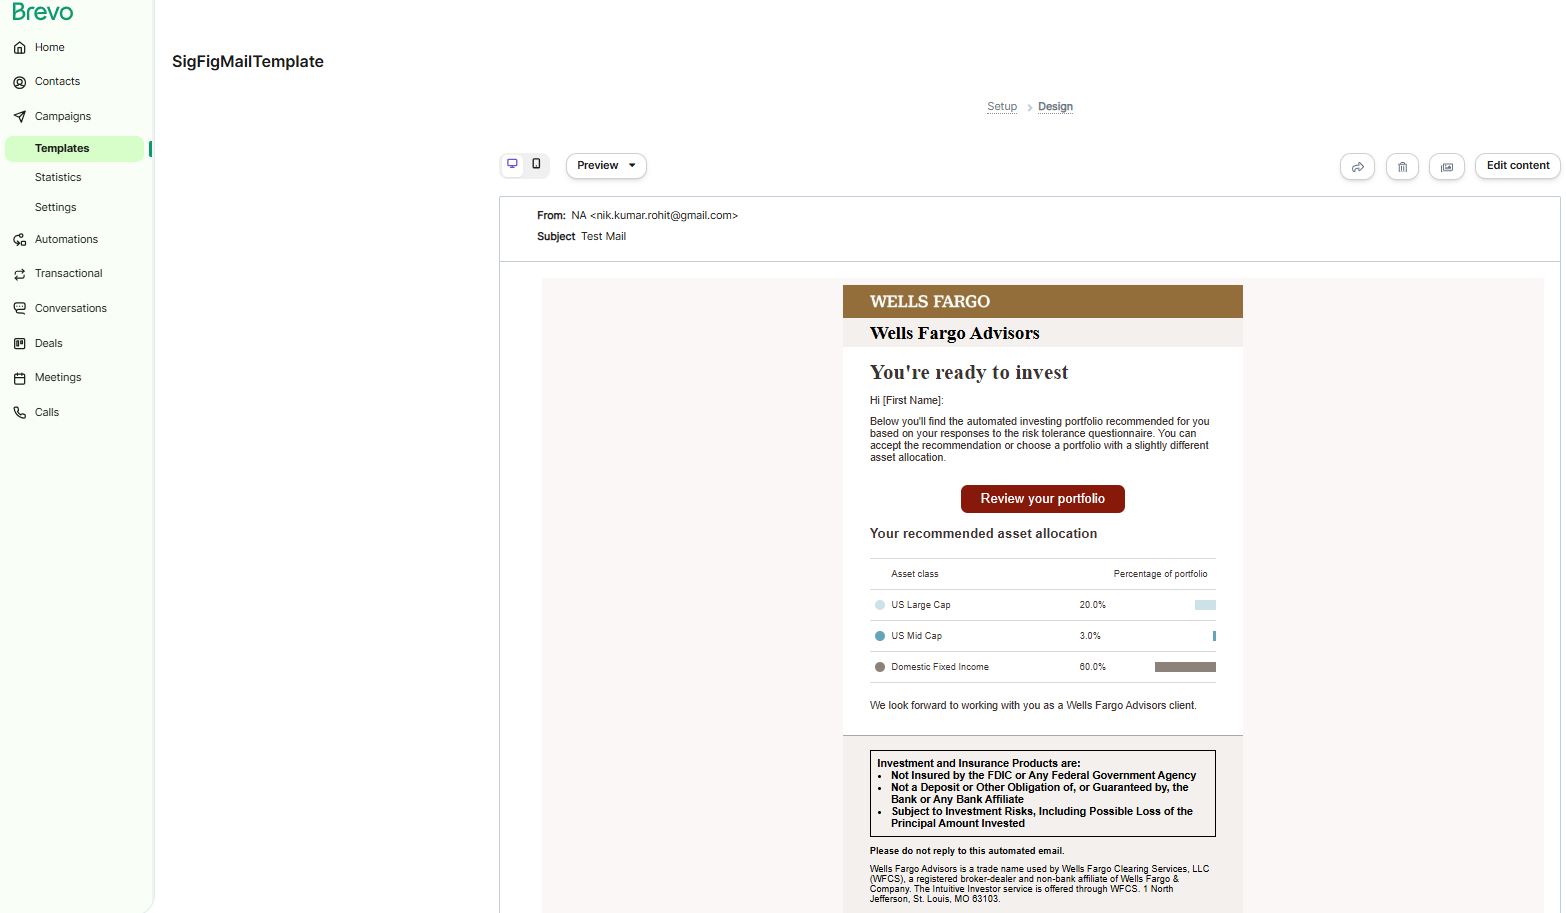 Brevo
Home
Contacts
Campaigns
Templates
Statistics
Settings
Automations
Transactional
Conversations
Deals
Meetings
Calls
SigFigMailTemplate
Setup > Design
Preview
Edit content
From: NA <nik.kumar.rohit@gmail.com>
Subject Test Mail
WELLS FARGO
Wells Fargo Advisors
You're ready to invest
Hi [First Name]:
Below you'll find the automated investing portfolio recommended for you
based on your responses to the risk tolerance questionnaire. You can
accept the recommendation or choose a portfolio with a slightly different
asset allocation.
Review your portfolio
Your recommended asset allocation
Asset class Percentage of portfolio
US Large Cap 20.0%
US Mid Cap 3.0%
Domestic Fixed Income 60.0%
We look forward to working with you as a Wells Fargo Advisors client.
Investment and Insurance Products are:
• Not Insured by the FDIC or Any Federal Government Agency
• Not a Deposit or Other Obligation of, or Guaranteed by, the
Bank or Any Bank Affiliate
• Subject to Investment Risks, Including Possible Loss of the
Principal Amount Invested
Please do not reply to this automated email.
Wells Fargo Advisors is a trade name used by Wells Fargo Clearing Services, LLC
(WFCS), a registered broker-dealer and non-bank affiliate of Wells Fargo &
Company. The Intuitive Investor service is offered through WFCS. 1 North
Jefferson, St. Louis, MO 63103.